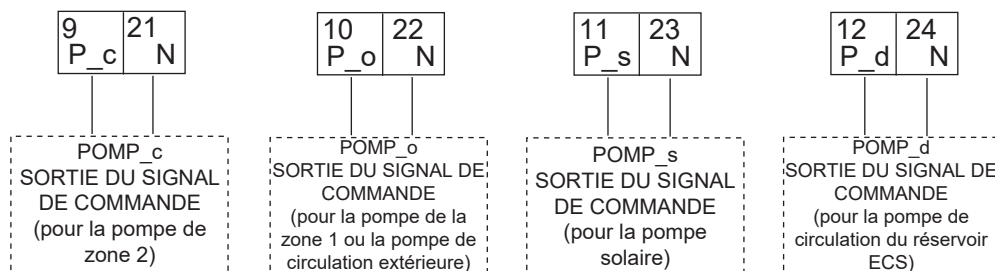 9 21
P_c N
POMP_c
SORTIE DU SIGNAL
DE COMMANDE
(pour la pompe de
zone 2)
10 22
P_o N
POMP_o
SORTIE DU SIGNAL DE
COMMANDE
(pour la pompe de la
zone 1 ou la pompe de
circulation extérieure)
11 23
P_s N
POMP_s
SORTIE DU SIGNAL
DE COMMANDE
(pour la pompe
solaire)
12 24
P_d N
POMP_d
SORTIE DU SIGNAL DE
COMMANDE
(pour la pompe de
circulation du réservoir
ECS)